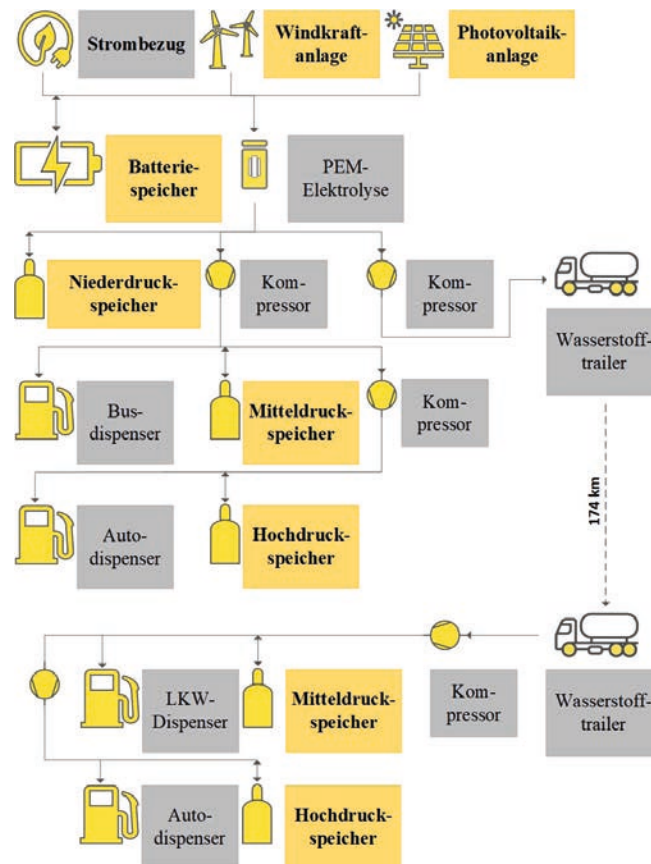 Strombezug
Windkraft-
anlage
Photovoltaik-
anlage
Batterie-
speicher
PEM-
Elektrolyse
Niederdruck-
speicher
Kom-
pressor
Kom-
pressor
Wasserstoff-
trailer
Bus-
dispenser
Mitteldruck-
speicher
Kom-
pressor
174 km
Auto-
dispenser
Hochdruck-
speicher
LKW-
Dispenser
Mitteldruck-
speicher
Kom-
pressor
Wasserstoff-
trailer
Auto-
dispenser
Hochdruck-
speicher